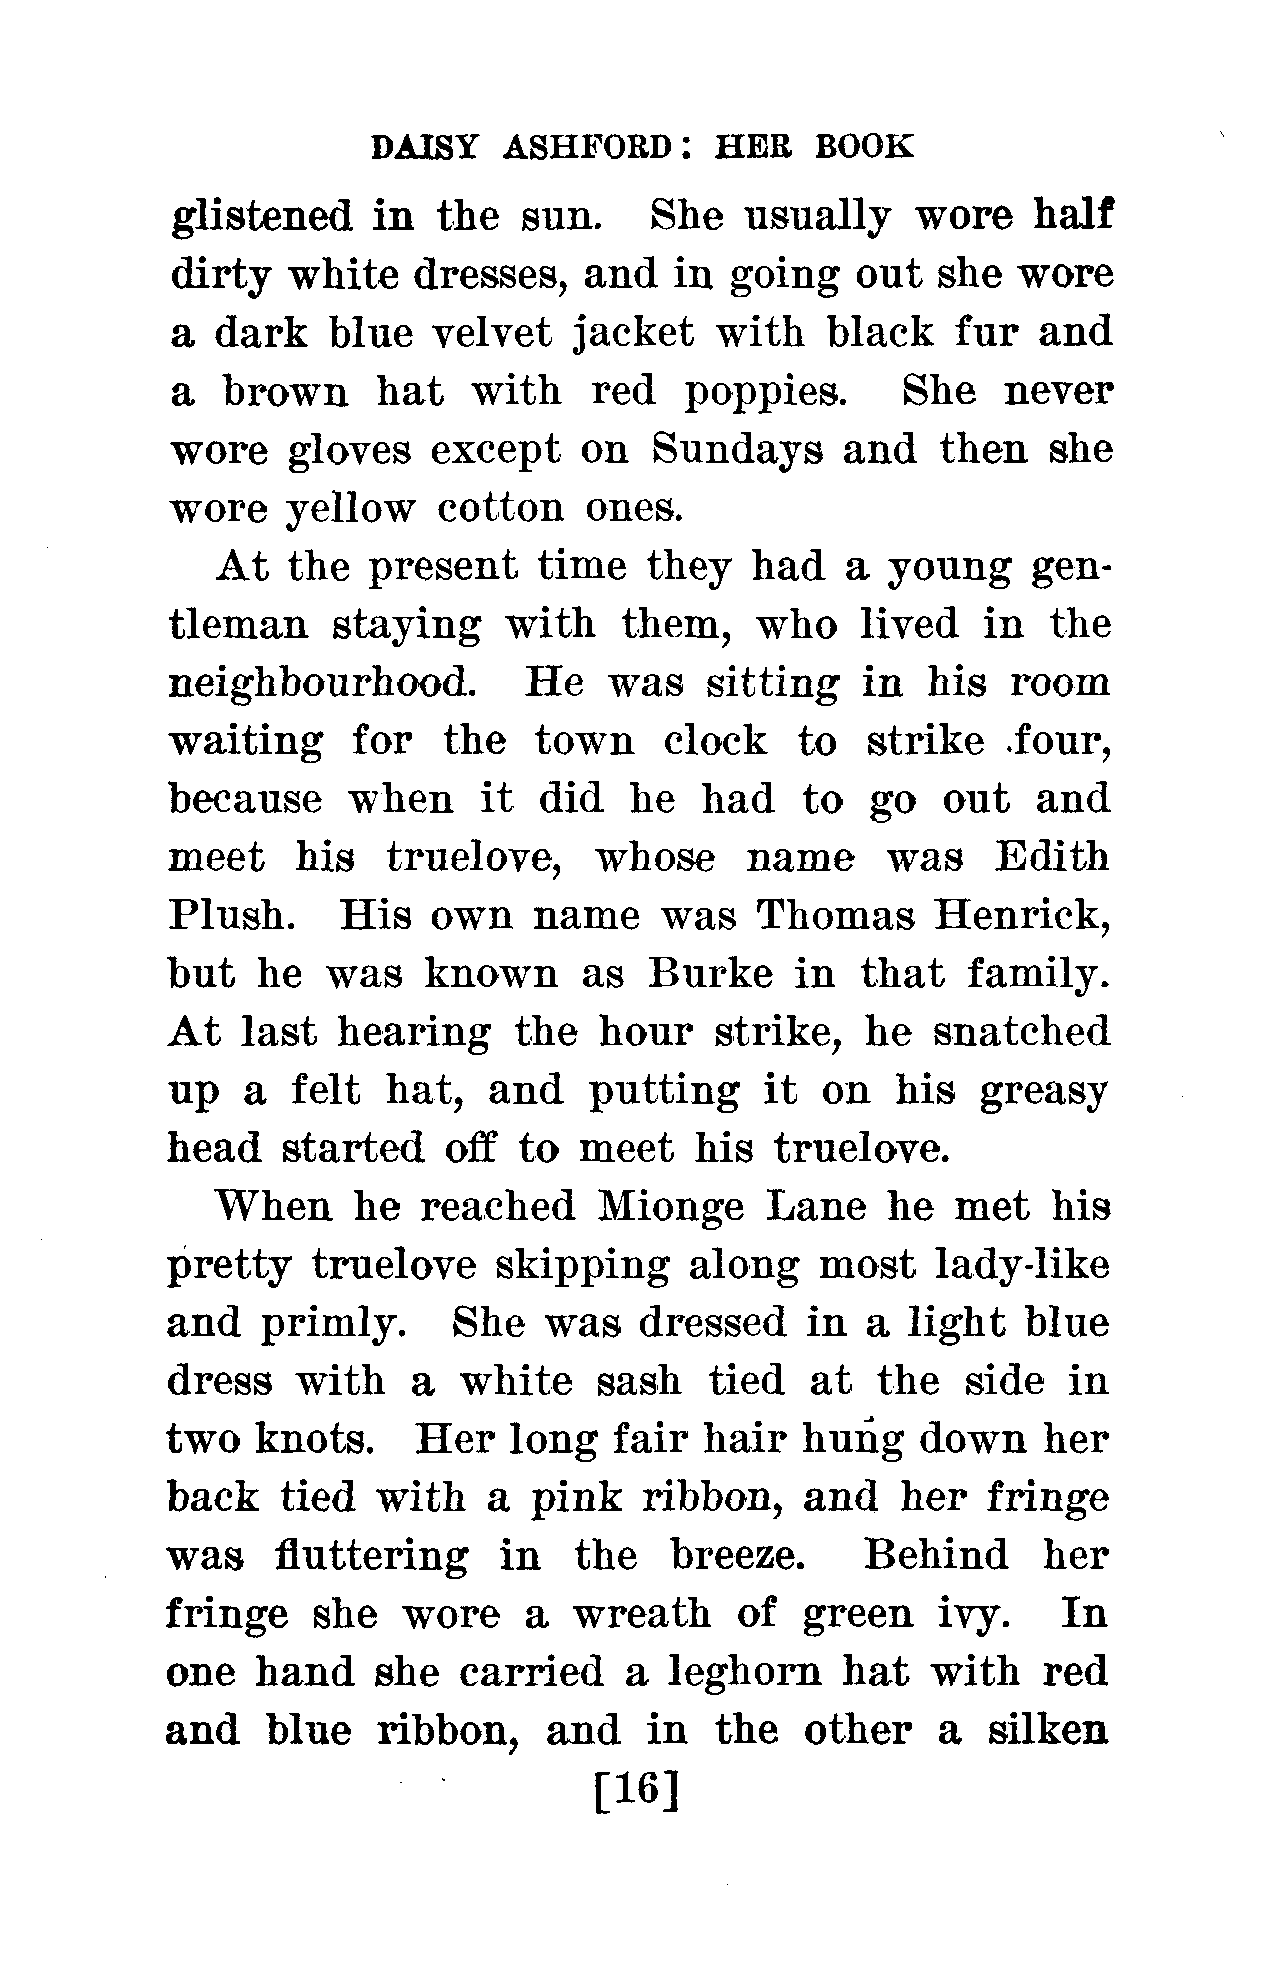 DAISY ASHFORD: HER BOOK
glistened in the sun. She usually wore half
dirty white dresses, and in going out she wore
a dark blue velvet jacket with black fur and
a brown hat with red poppies. She never
wore gloves except on Sundays and then she
wore yellow cotton ones.
At the present time they had a young gen-
tleman staying with them, who lived in the
neighbourhood. He was sitting in his room
waiting for the town clock to strike four,
because when it did he had to go out and
meet his truelove, whose name was Edith
Plush. His own name was Thomas Henrick,
but he was known as Burke in that family.
At last hearing the hour strike, he snatched
up a felt hat, and putting it on his greasy
head started off to meet his truelove.
When he reached Mionge Lane he met his
pretty truelove skipping along most lady-like
and primly. She was dressed in a light blue
dress with a white sash tied at the side in
two knots. Her long fair hair hung down her
back tied with a pink ribbon, and her fringe
was fluttering in the breeze. Behind her
fringe she wore a wreath of green ivy. In
one hand she carried a leghorn hat with red
and blue ribbon, and in the other a silken
[16]